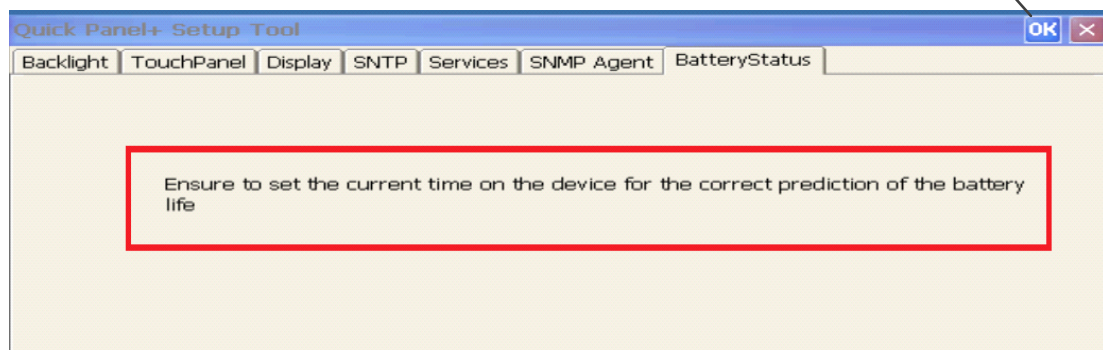 Quick Panel+ Setup Tool
OK
Backlight TouchPanel Display SNTP Services SNMP Agent BatteryStatus
Ensure to set the current time on the device for the correct prediction of the battery
life